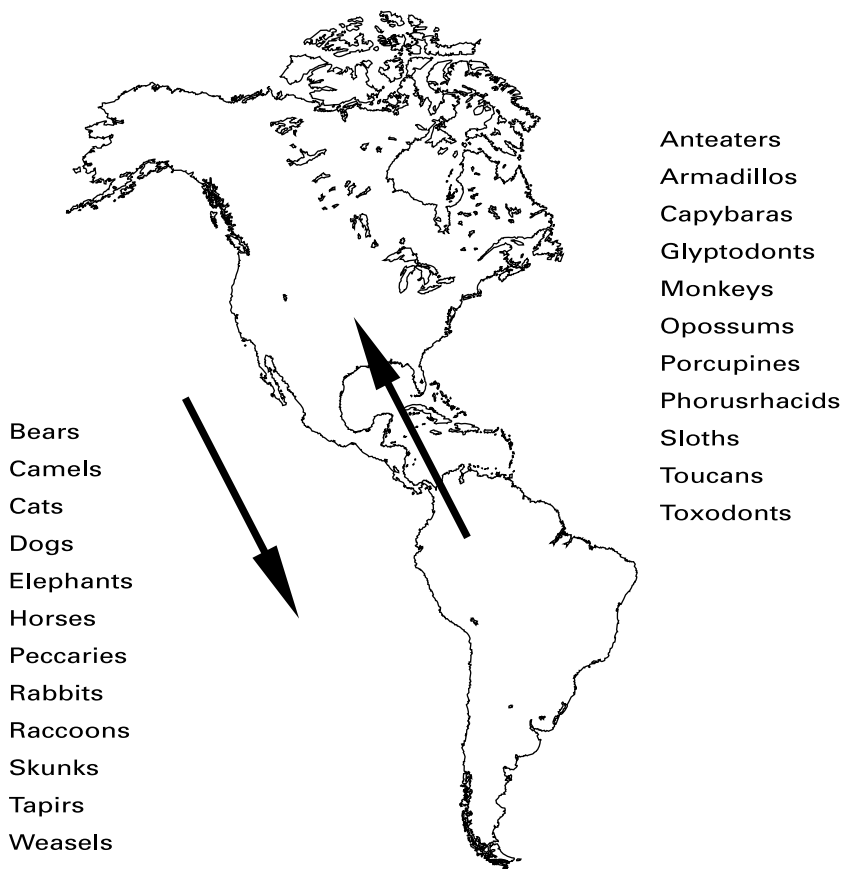 Anteaters
Armadillos
Capybaras
Glyptodonts
Monkeys
Opossums
Porcupines
Phorusrhacids
Sloths
Toucans
Toxodonts
Bears
Camels
Cats
Dogs
Elephants
Horses
Peccaries
Rabbits
Raccoons
Skunks
Tapirs
Weasels